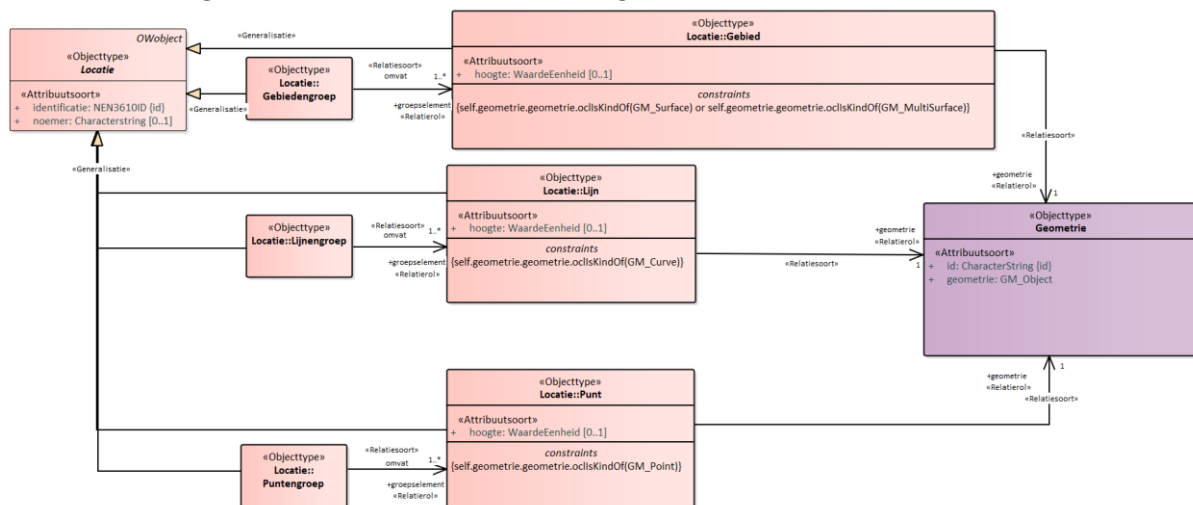 OWobject
«Objecttype»
Locatie
«Attribuutsoort»
+ identificatie: NEN3610ID {id}
+ noemer: Characterstring [0..1]
«Generalisatie»
«Generalisatie»
«Generalisatie»
«Objecttype»
Locatie::
Gebiedengroep
«Relatiesoort»
omvat
1..*
+groepselement
«Relatierol»
«Objecttype»
Locatie::Gebied
«Attribuutsoort»
+ hoogte: WaardeEenheid [0..1]
constraints
{self.geometrie.geometrie.oclIsKindOf(GM_Surface) or self.geometrie.geometrie.oclIsKindOf(GM_MultiSurface)}
«Relatiesoort»
+geometrie
«Relatierol»
1
«Objecttype»
Locatie::Lijnengroep
«Relatiesoort»
omvat
1..*
+groepselement
«Relatierol»
«Objecttype»
Locatie::Lijn
«Attribuutsoort»
+ hoogte: WaardeEenheid [0..1]
constraints
{self.geometrie.geometrie.oclIsKindOf(GM_Curve)}
«Relatiesoort»
+geometrie
«Relatierol»
1
«Objecttype»
Geometrie
«Attribuutsoort»
+ id: CharacterString {id}
+ geometrie: GM_Object
«Objecttype»
Locatie::
Puntengroep
«Relatiesoort»
omvat
1..*
+groepselement
«Relatierol»
«Objecttype»
Locatie::Punt
«Attribuutsoort»
+ hoogte: WaardeEenheid [0..1]
constraints
{self.geometrie.geometrie.oclIsKindOf(GM_Point)}
1
+geometrie
«Relatierol»
«Relatiesoort»